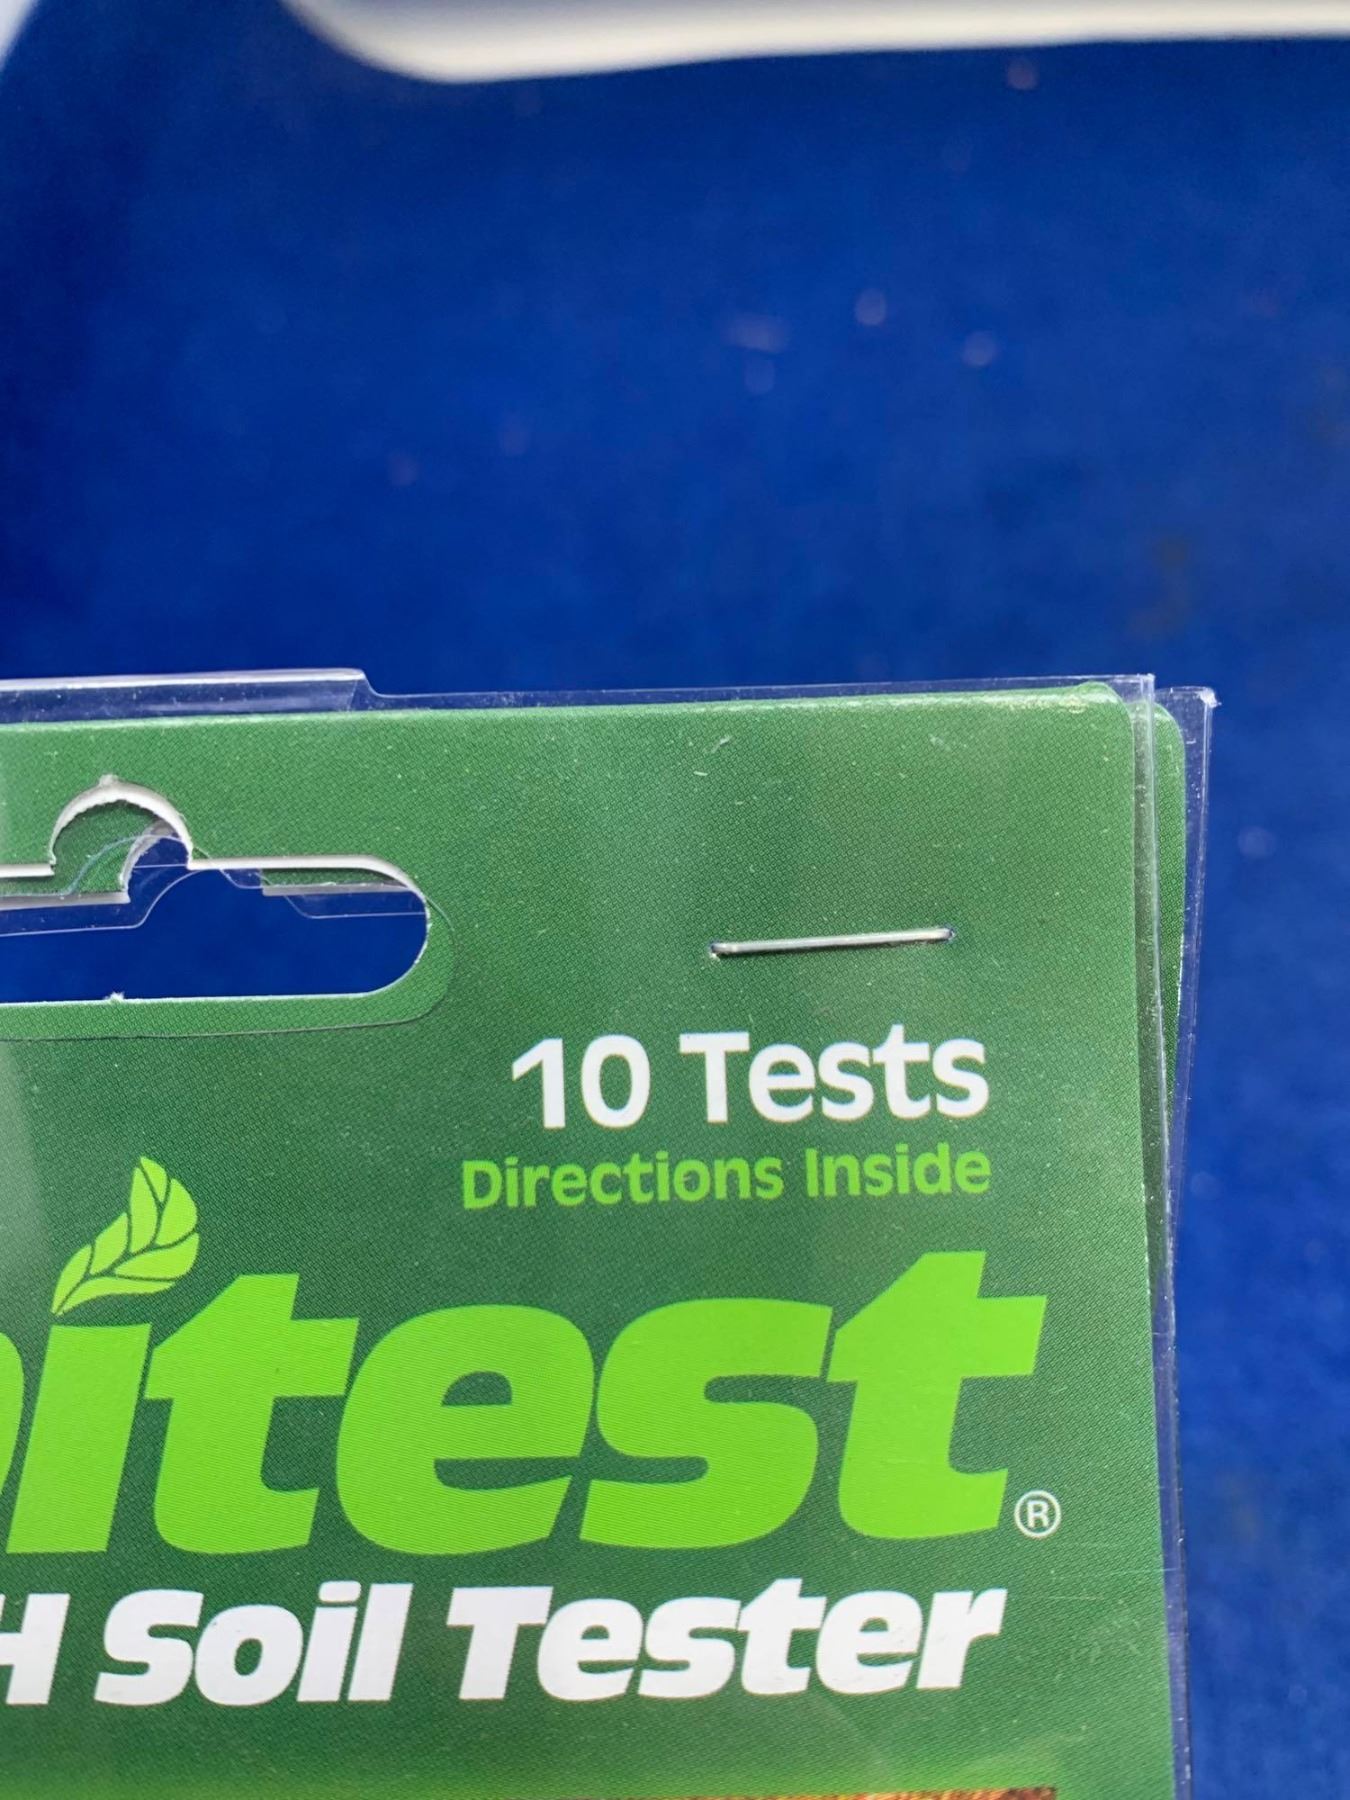 10 Tests
Directions Inside
itest®
H Soil Tester